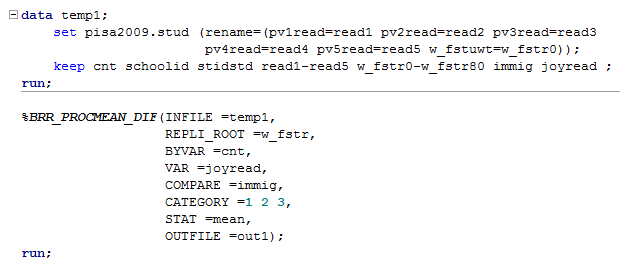 data temp1;
set pisa2009.stud (rename=(pv1read=read1 pv2read=read2 pv3read=read3
pv4read=read4 pv5read=read5 w_fstuwt=w_fstr0));
keep cnt schoolid stidstd read1-read5 w_fstr0-w_fstr80 immig joyread ;
run;
%BRR_PROCMEAN_DIF(INFILE =temp1,
REPLI_ROOT =w_fstr,
BYVAR =cnt,
VAR =joyread,
COMPARE =immig,
CATEGORY =1 2 3,
STAT =mean,
OUTFILE =out1);
run;